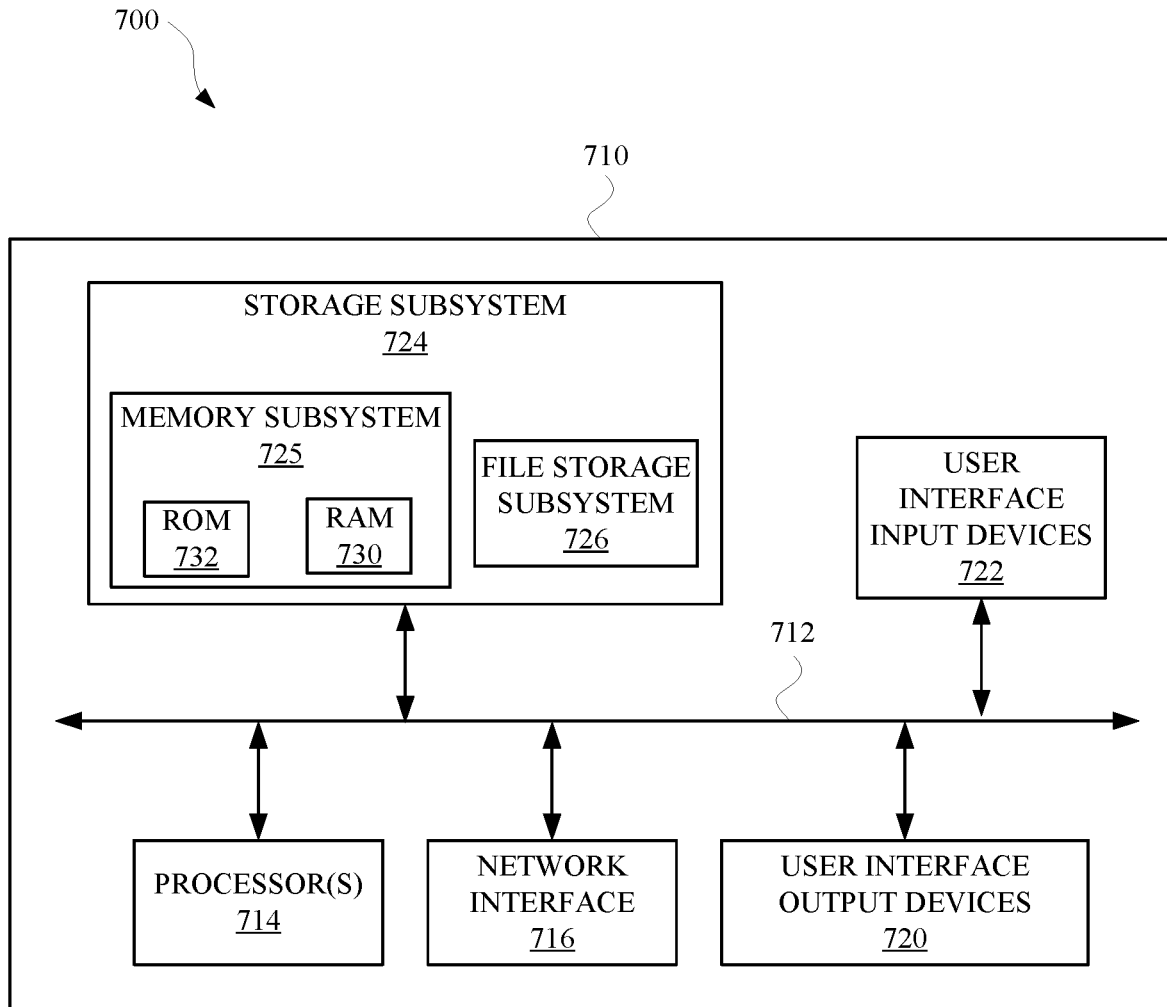 700
710
STORAGE SUBSYSTEM
724
MEMORY SUBSYSTEM
725
ROM
732
RAM
730
FILE STORAGE
SUBSYSTEM
726
USER
INTERFACE
INPUT DEVICES
722
712
PROCESSOR(S)
714
NETWORK
INTERFACE
716
USER INTERFACE
OUTPUT DEVICES
720